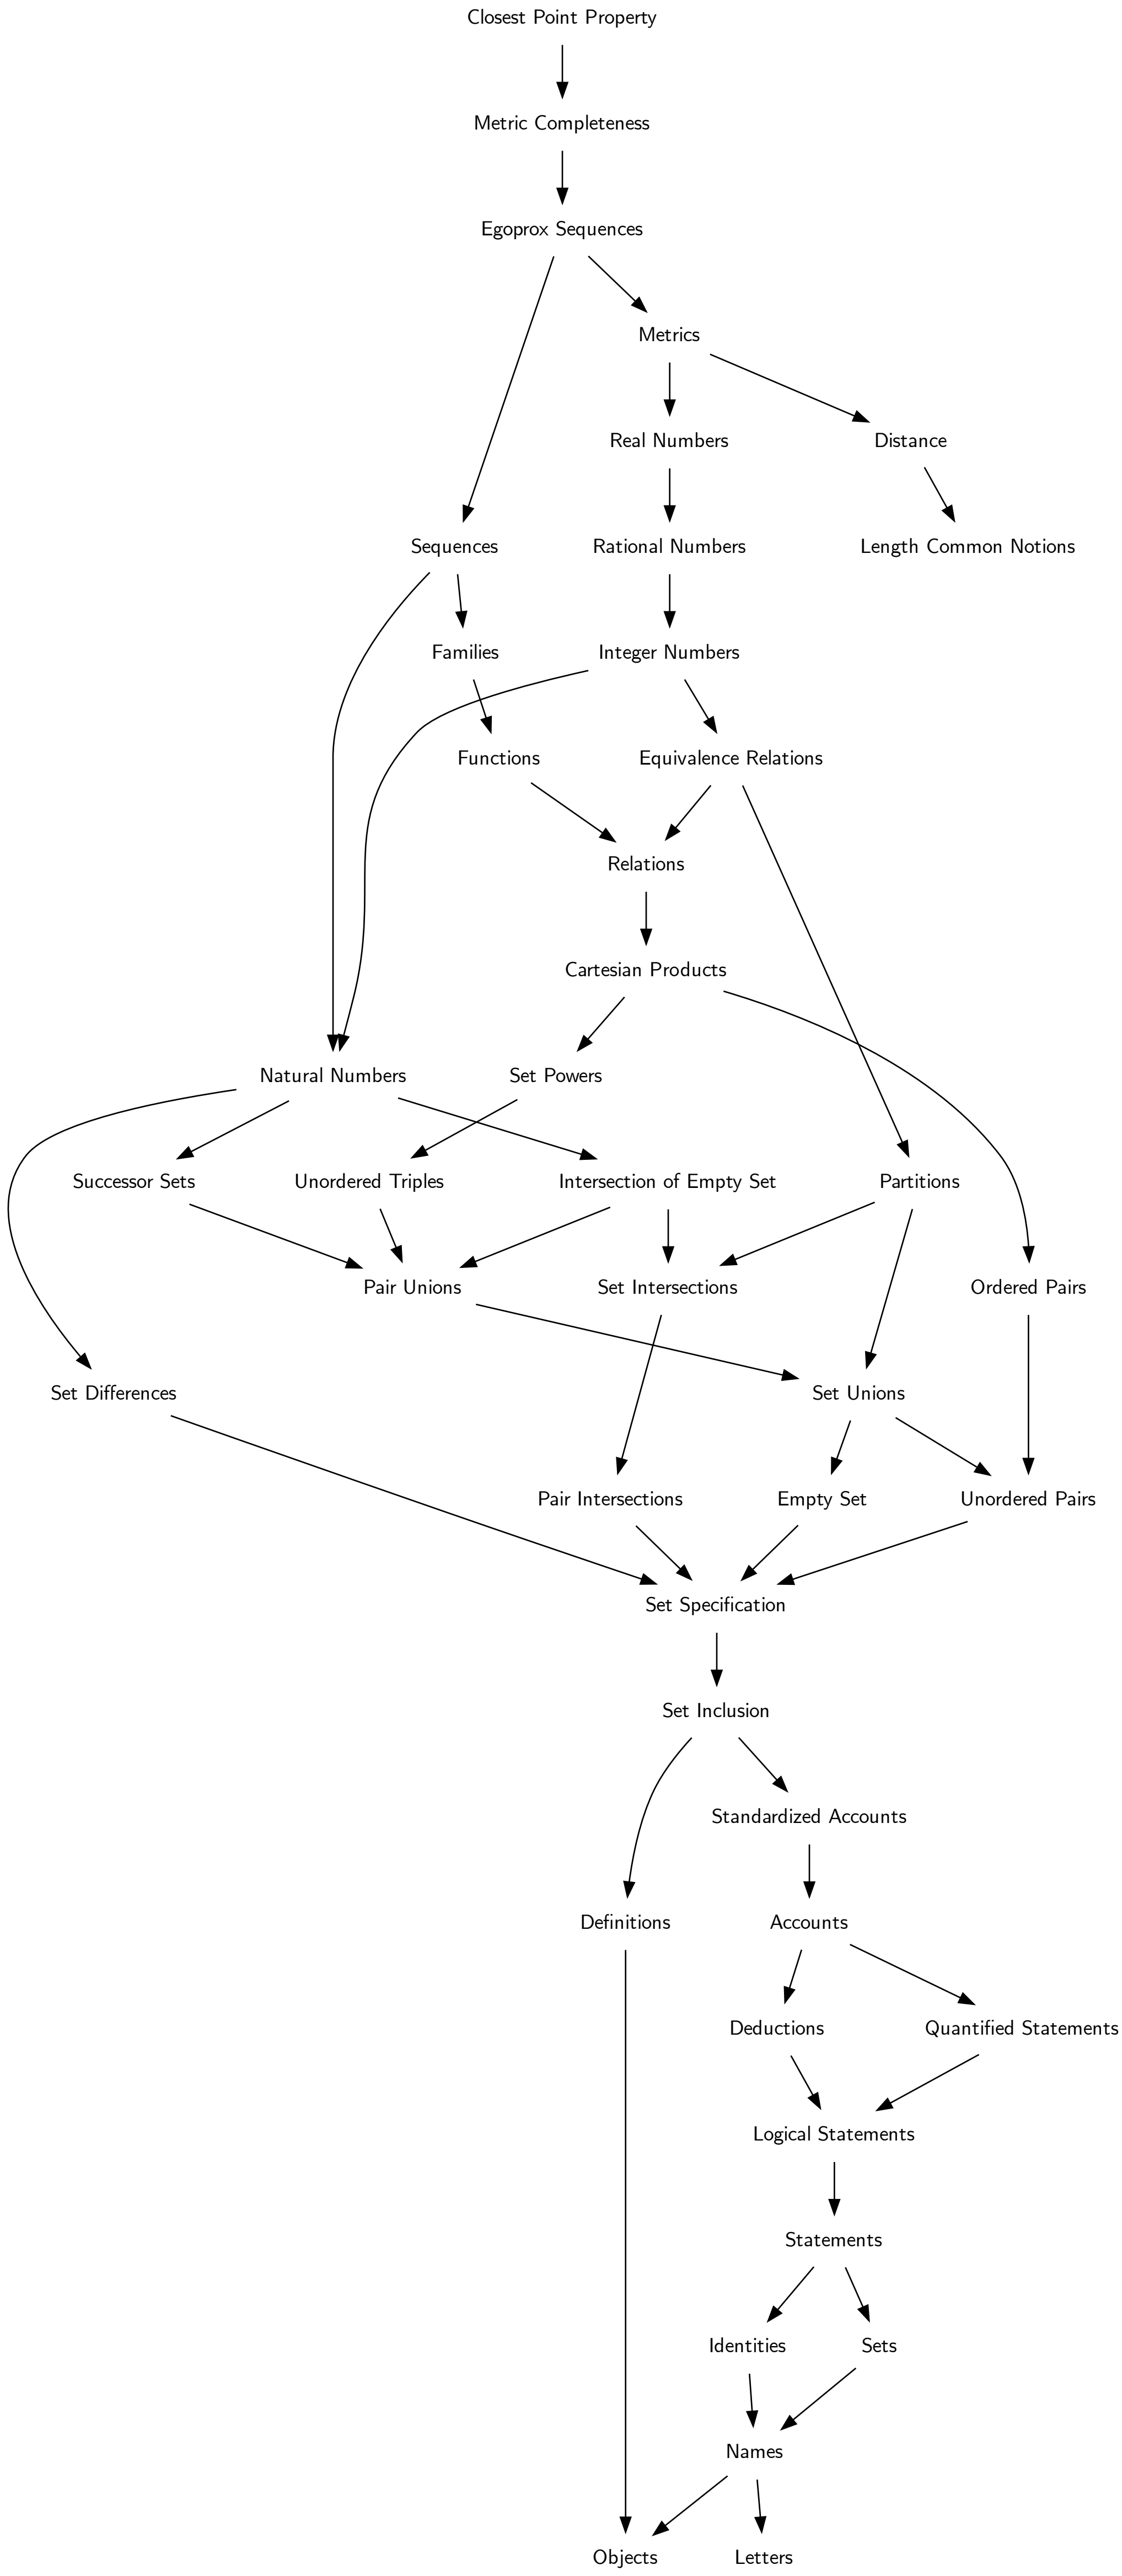 Closest Point Property
Metric Completeness
Egoprox Sequences
Metrics
Real Numbers
Distance
Sequences
Rational Numbers
Length Common Notions
Families
Integer Numbers
Functions
Equivalence Relations
Relations
Cartesian Products
Natural Numbers
Set Powers
Successor Sets
Unordered Triples
Intersection of Empty Set
Partitions
Pair Unions
Set Intersections
Ordered Pairs
Set Differences
Set Unions
Pair Intersections
Empty Set
Unordered Pairs
Set Specification
Set Inclusion
Standardized Accounts
Definitions
Accounts
Deductions
Quantified Statements
Logical Statements
Statements
Identities
Sets
Names
Objects
Letters